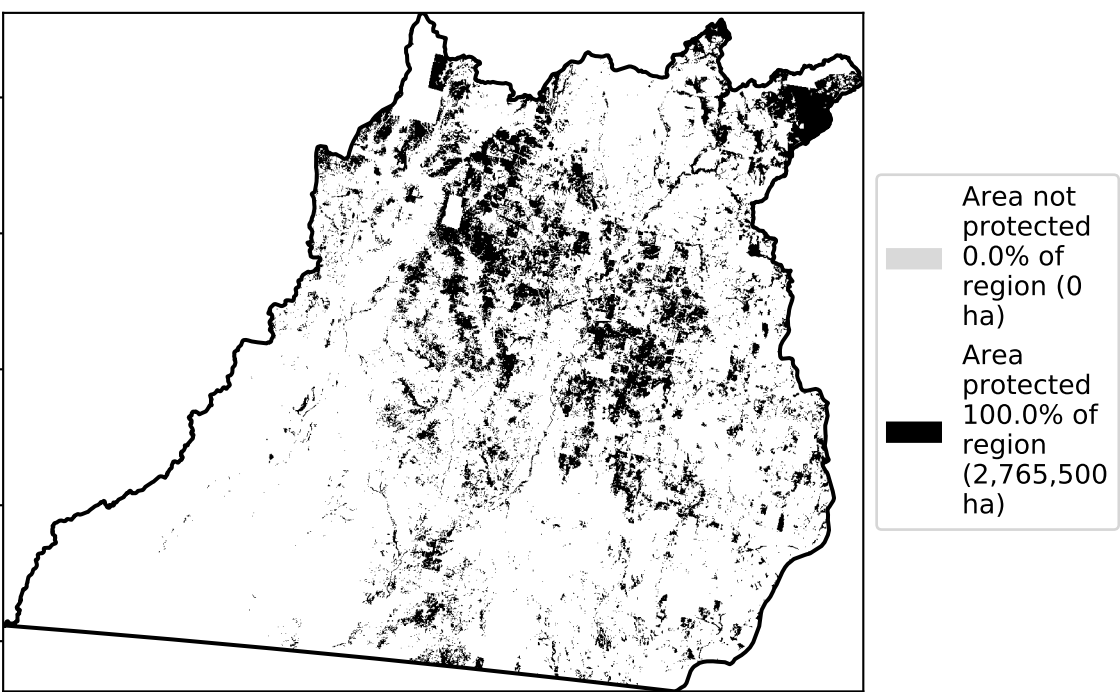 Area not
protected
0.0% of
region (0
ha)
Area
protected
100.0% of
region
(2,765,500
ha)